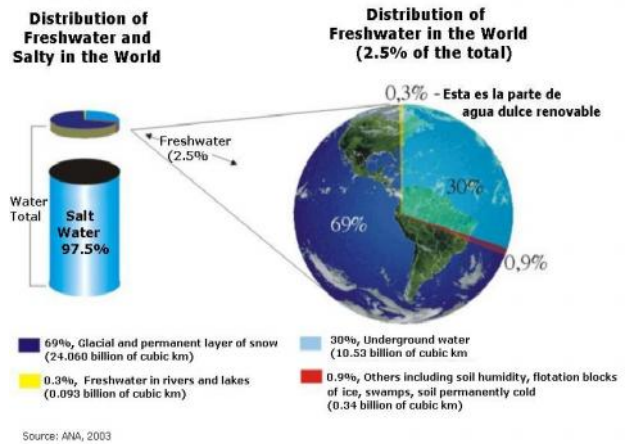 Distribution of
Freshwater and
Salty in the World
Distribution of
Freshwater in the World
(2.5% of the total)
0,3% - Esta es la parte de
agua dulce renovable
Freshwater
(2.5%
Water
Total
Salt
Water
97.5%
30%
69%
0,9%
69%, Glacial and permanent layer of snow
(24.060 billion of cubic km)
0.3%, Freshwater in rivers and lakes
(0.093 billion of cubic km)
30%, Underground water
(10.53 billion of cubic km
0.9%, Others including soil humidity, flotation blocks
of ice, swamps, soil permanently cold
(0.34 billion of cubic km)
Source: ANA, 2003